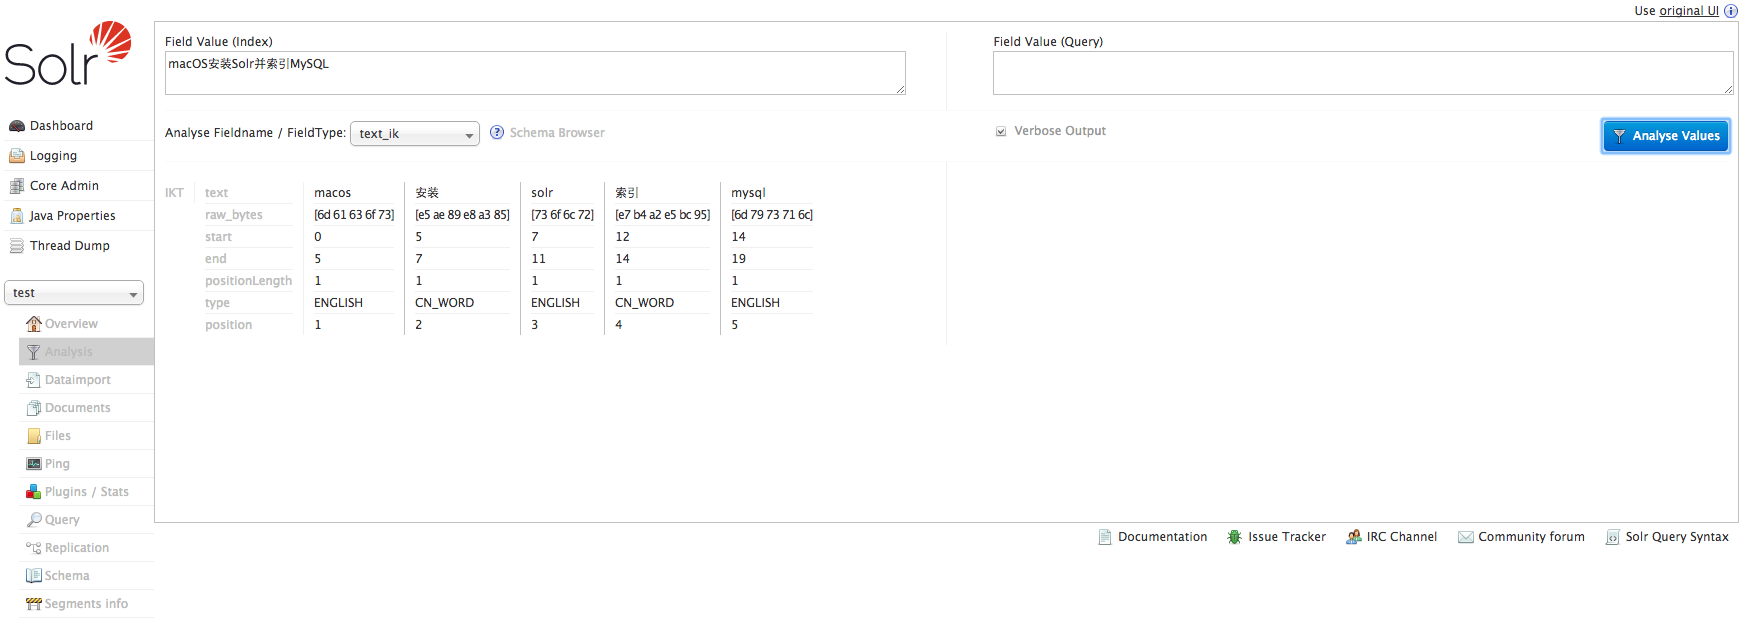 Use original UI
Solr
Field Value (Index)
macOS安装Solr并索引MySQL
Field Value (Query)
Analyse Fieldname / FieldType: text_ik Schema Browser
Verbose Output
Analyse Values
Dashboard
Logging
Core Admin
Java Properties
Thread Dump
test
Overview
Analysis
Dataimport
Documents
Files
Ping
Plugins / Stats
Query
Replication
Schema
Segments info
IKT text macos 安装 solr 索引 mysql
raw_bytes [6d 61 63 6f 73] [e5 ae 89 e8 a3 85] [73 6f 6c 72] [e7 b4 a2 e5 bc 95] [6d 79 73 71 6c]
start 0 5 7 12 14
end 5 7 11 14 19
positionLength 1 1 1 1 1
type ENGLISH CN_WORD ENGLISH CN_WORD ENGLISH
position 1 2 3 4 5
Documentation Issue Tracker IRC Channel Community forum Solr Query Syntax